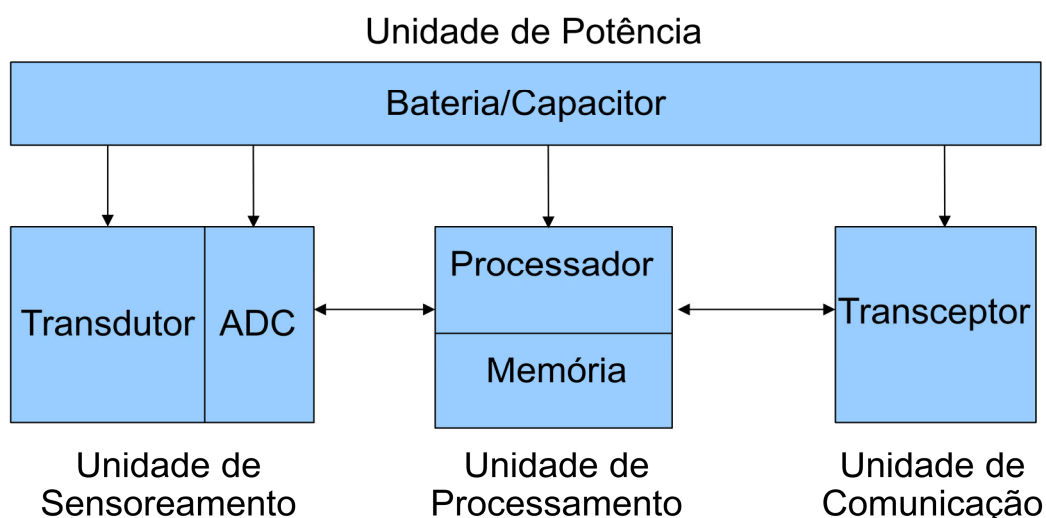 Unidade de Potência
Bateria/Capacitor
Transdutor
ADC
Processador
Memória
Transceptor
Unidade de
Sensoreamento
Unidade de
Processamento
Unidade de
Comunicação